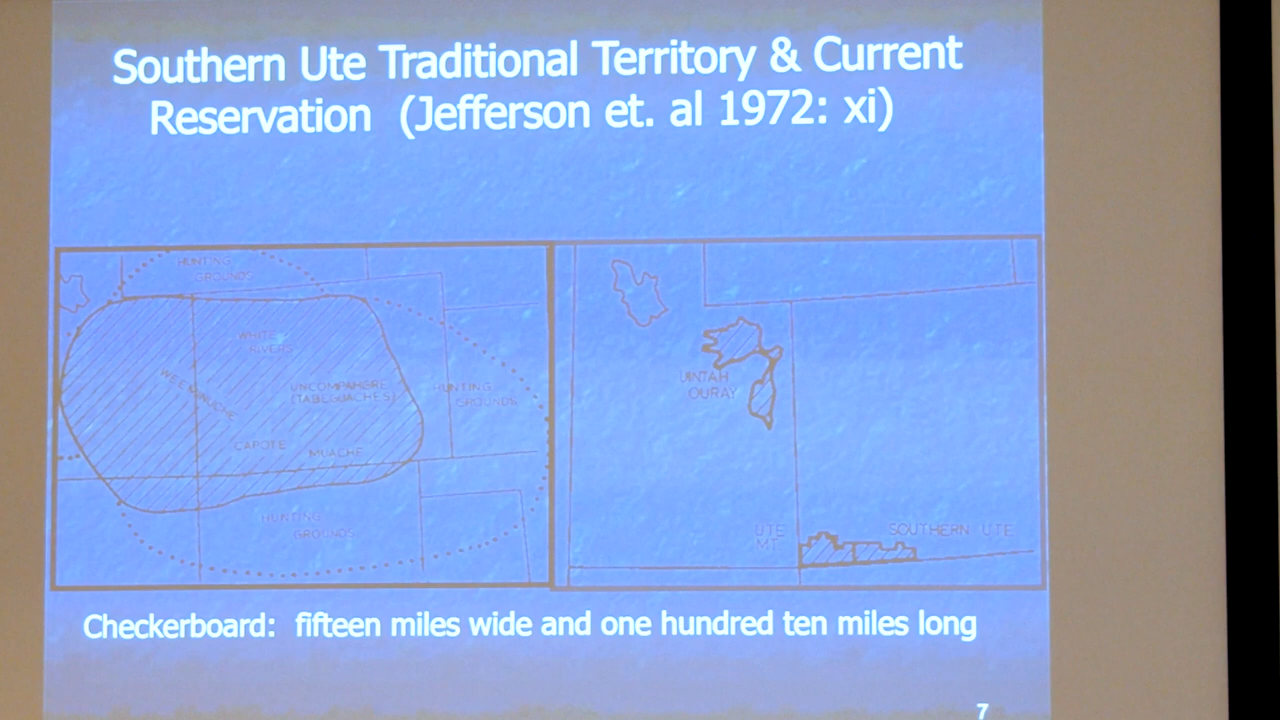 Southern Ute Traditional Territory & Current
Reservation (Jefferson et. al 1972: xi)
HUNTING
GROUNDS
WHITE
RIVERS
WEEMINUCHE
UNCOMPAHGRE
(TABEGUACHES)
HUNTING
GROUNDS
CAPOTE
MUACHE
HUNTING
GROUNDS
UINTAH
OURAY
UTE
MT.
SOUTHERN UTE
Checkerboard: fifteen miles wide and one hundred ten miles long
7